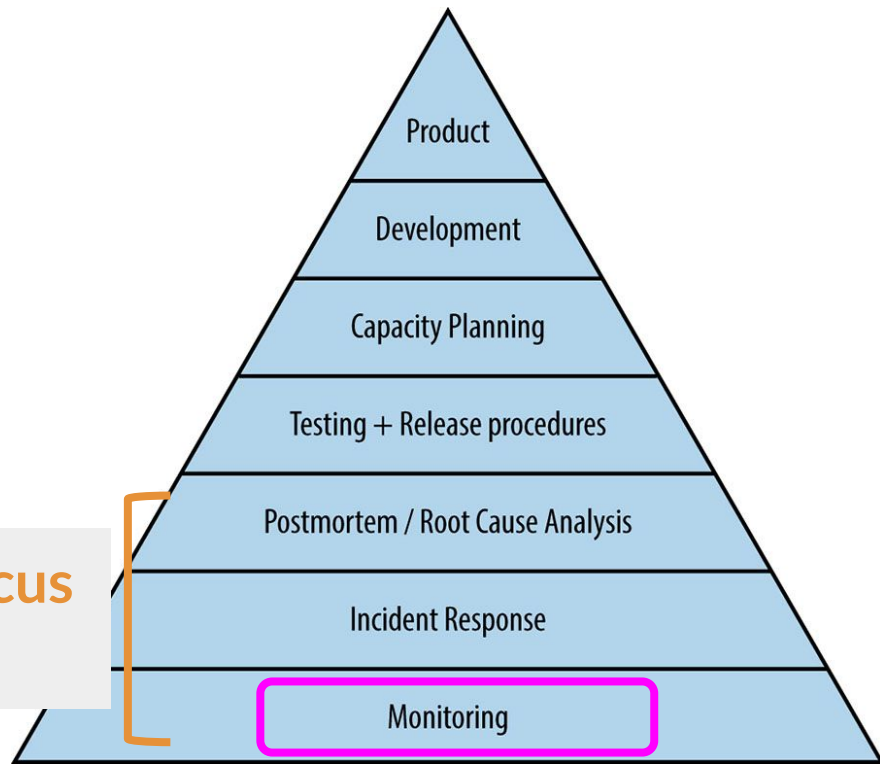 Product
Development
Capacity Planning
Testing + Release procedures
Postmortem / Root Cause Analysis
cus
Incident Response
Monitoring